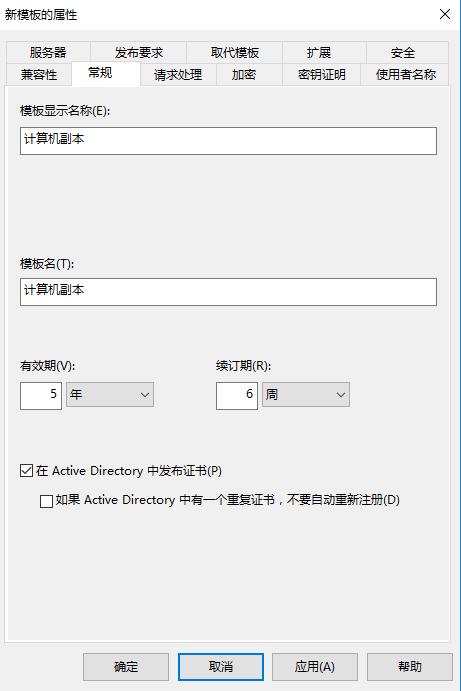 新模板的属性
服务器 发布要求 取代模板 扩展 安全
兼容性 常规 请求处理 加密 密钥证明 使用者名称
模板显示名称(E):
计算机副本
模板名(T):
计算机副本
有效期(V): 续订期(R):
5 年 6 周
在 Active Directory 中发布证书(P)
如果 Active Directory 中有一个重复证书，不要自动重新注册(D)
确定 取消 应用(A) 帮助